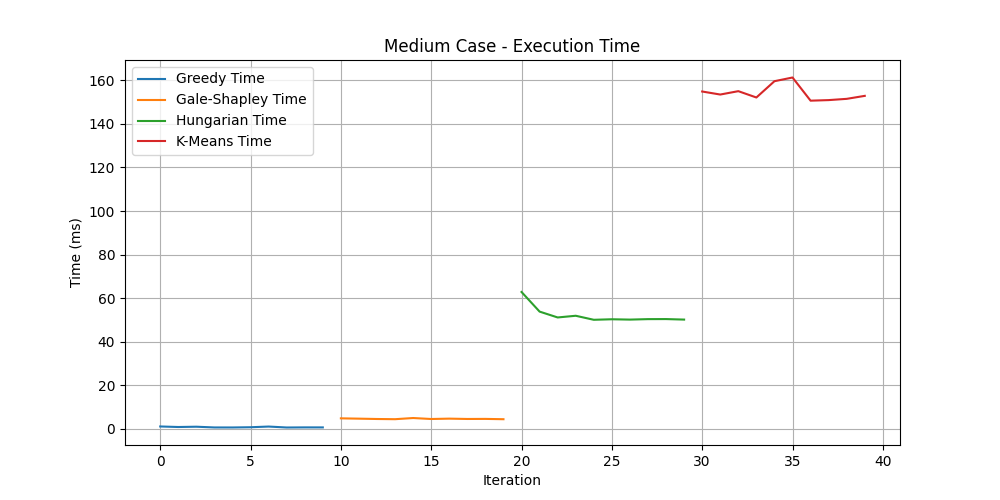 Medium Case - Execution Time
Greedy Time
Gale-Shapley Time
Hungarian Time
K-Means Time
Time (ms)
160
140
120
100
80
60
40
20
0
0 5 10 15 20 25 30 35 40
Iteration